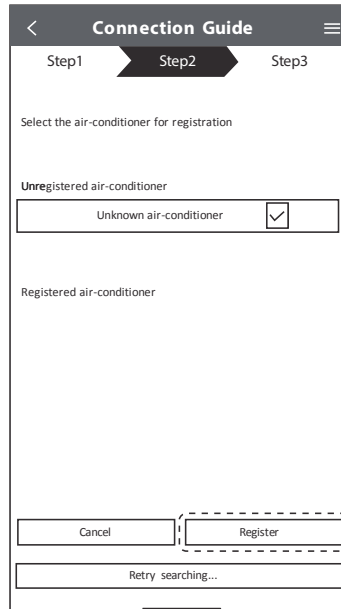 Connection Guide
Step1 Step2 Step3
Select the air-conditioner for registration
Unregistered air-conditioner
Unknown air-conditioner
Registered air-conditioner
Cancel Register
Retry searching...